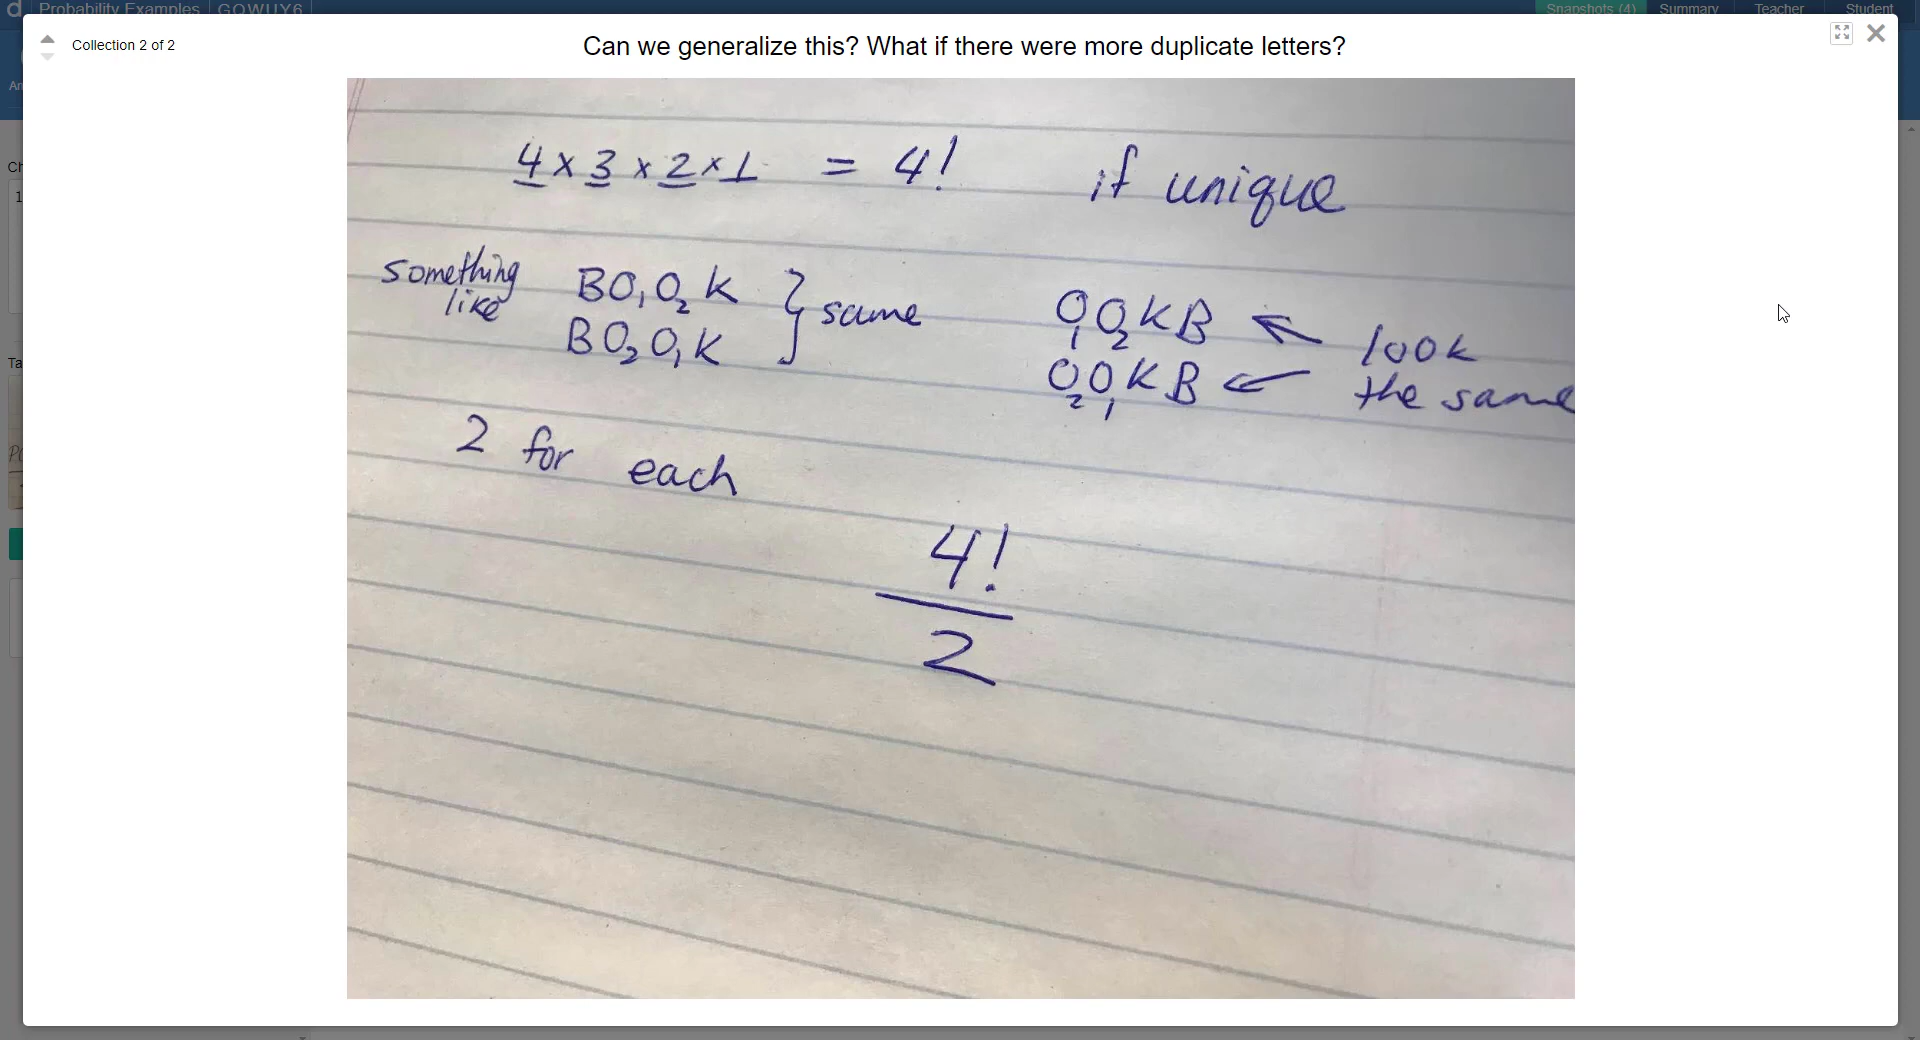 Probability Examples
GOWUY6
Snapshots (4)
Summary
Teacher
Student
Collection 2 of 2
Can we generalize this? What if there were more duplicate letters?
4 x 3 x 2 x 1 = 4! if unique
something like
BO₁O₂K
BO₂O₁K
} same
O₁O₂KB ←
O₂O₁KB ←
look
the same
2 for each
4!
2